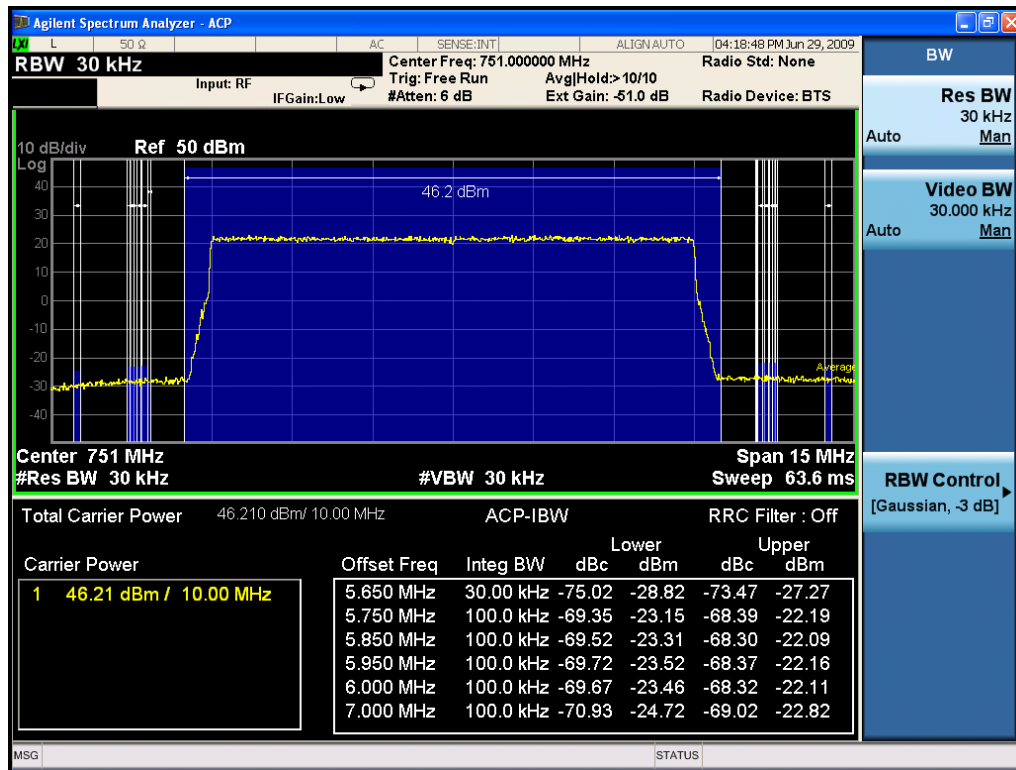 Agilent Spectrum Analyzer - ACP
LXI L 50 Ω AC SENSE:INT ALIGNAUTO 04:18:48 PM Jun 29, 2009
RBW 30 kHz Center Freq: 751.000000 MHz Radio Std: None
Input: RF Trig: Free Run Avg|Hold:>10/10
IFGain:Low #Atten: 6 dB Ext Gain: -51.0 dB Radio Device: BTS
10 dB/div Ref 50 dBm
Log
40
46.2 dBm
30
20
10
0
-10
-20
Average
-30
-40
Center 751 MHz Span 15 MHz
#Res BW 30 kHz #VBW 30 kHz Sweep 63.6 ms
Total Carrier Power 46.210 dBm/ 10.00 MHz ACP-IBW RRC Filter : Off
Lower Upper
Carrier Power Offset Freq Integ BW dBc dBm dBc dBm
1 46.21 dBm / 10.00 MHz 5.650 MHz 30.00 kHz -75.02 -28.82 -73.47 -27.27
5.750 MHz 100.0 kHz -69.35 -23.15 -68.39 -22.19
5.850 MHz 100.0 kHz -69.52 -23.31 -68.30 -22.09
5.950 MHz 100.0 kHz -69.72 -23.52 -68.37 -22.16
6.000 MHz 100.0 kHz -69.67 -23.46 -68.32 -22.11
7.000 MHz 100.0 kHz -70.93 -24.72 -69.02 -22.82
MSG STATUS
BW
Res BW
30 kHz
Auto Man
Video BW
30.000 kHz
Auto Man
RBW Control
[Gaussian, -3 dB]